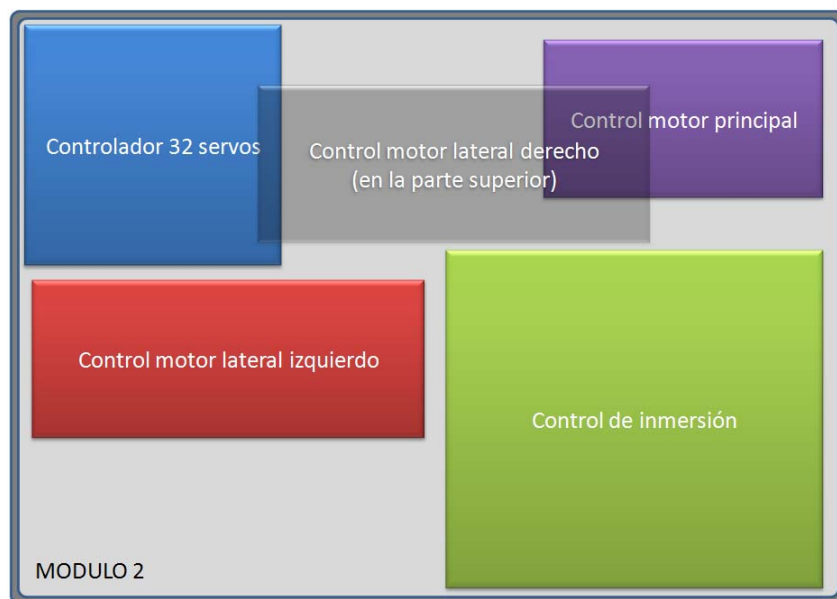 Controlador 32 servos
Control motor lateral derecho
(en la parte superior)
Control motor principal
Control motor lateral izquierdo
Control de inmersión
MODULO 2